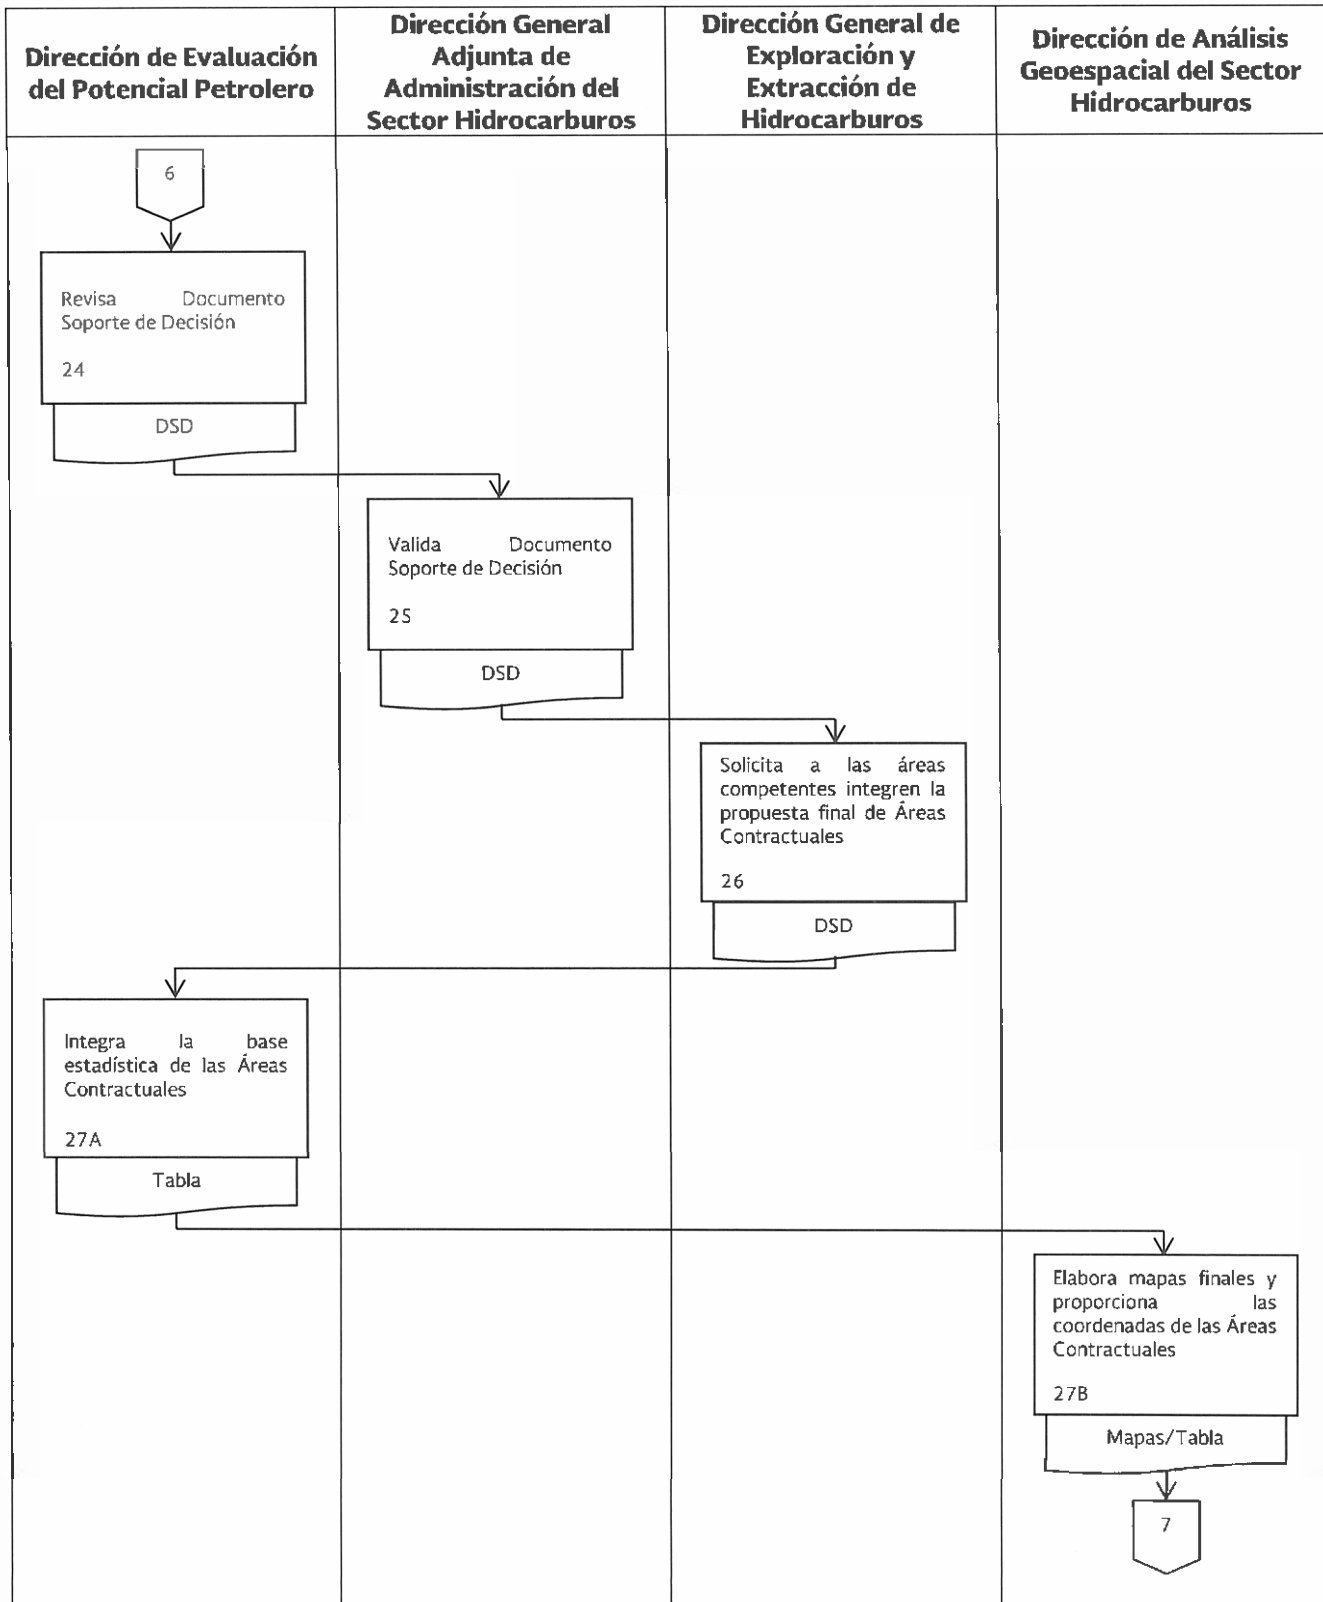 Dirección de Evaluación
del Potencial Petrolero
Dirección General
Adjunta de
Administración del
Sector Hidrocarburos
Dirección General de
Exploración y
Extracción de
Hidrocarburos
Dirección de Análisis
Geoespacial del Sector
Hidrocarburos
6
Revisa Documento
Soporte de Decisión
24
DSD
Valida Documento
Soporte de Decisión
25
DSD
Solicita a las áreas
competentes integren la
propuesta final de Áreas
Contractuales
26
DSD
Integra la base
estadística de las Áreas
Contractuales
27A
Tabla
Elabora mapas finales y
proporciona las
coordenadas de las Áreas
Contractuales
27B
Mapas/Tabla
7